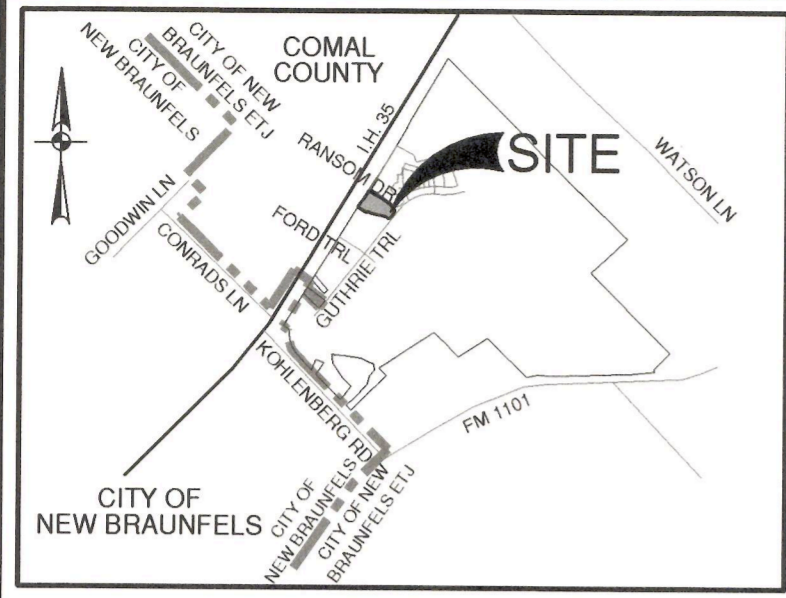 COMAL
COUNTY
CITY OF NEW
BRAUNFELS ETJ
CITY OF
NEW BRAUNFELS
I.H. 35
RANSOM DR
SITE
WATSON LN
GOODWIN LN
CONRADS LN
FORD TRL
GUTHRIE TRL
KOHLENBERG RD
FM 1101
CITY OF
NEW BRAUNFELS
CITY OF
NEW BRAUNFELS
CITY OF NEW
BRAUNFELS ETJ